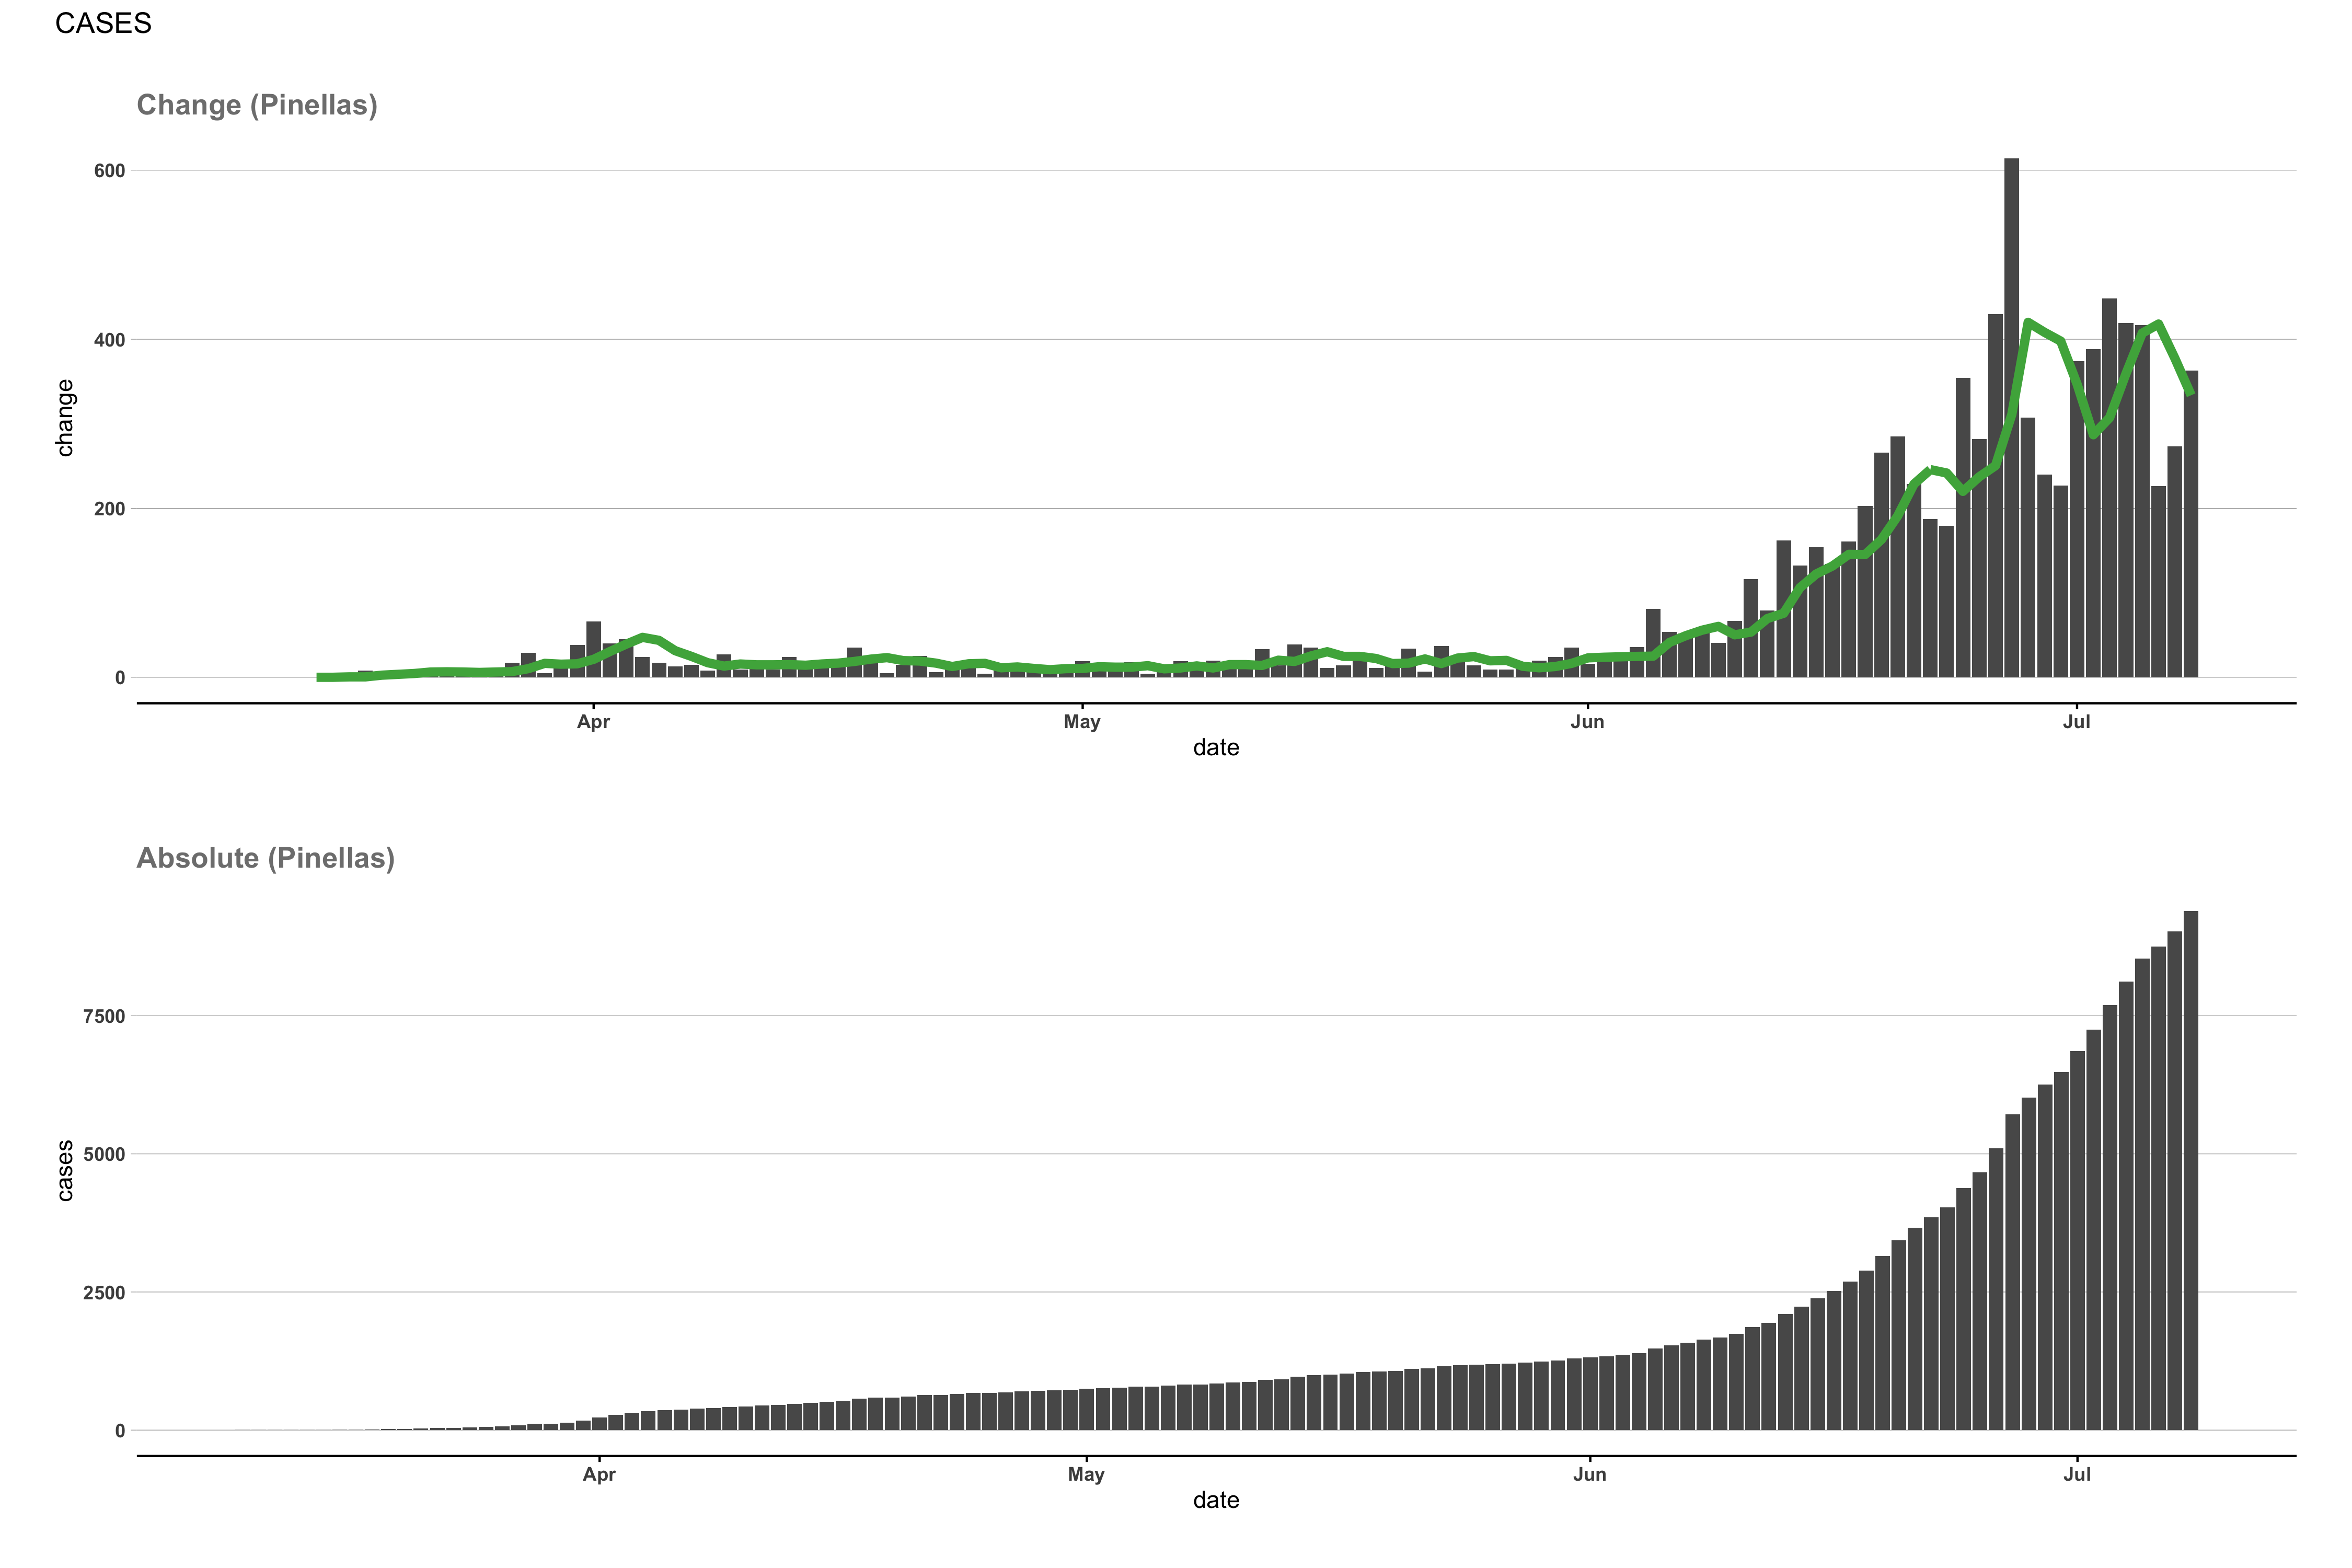 CASES
Change (Pinellas)
600
400
200
0
change
Apr May Jun Jul
date
Absolute (Pinellas)
7500
5000
2500
0
cases
Apr May Jun Jul
date